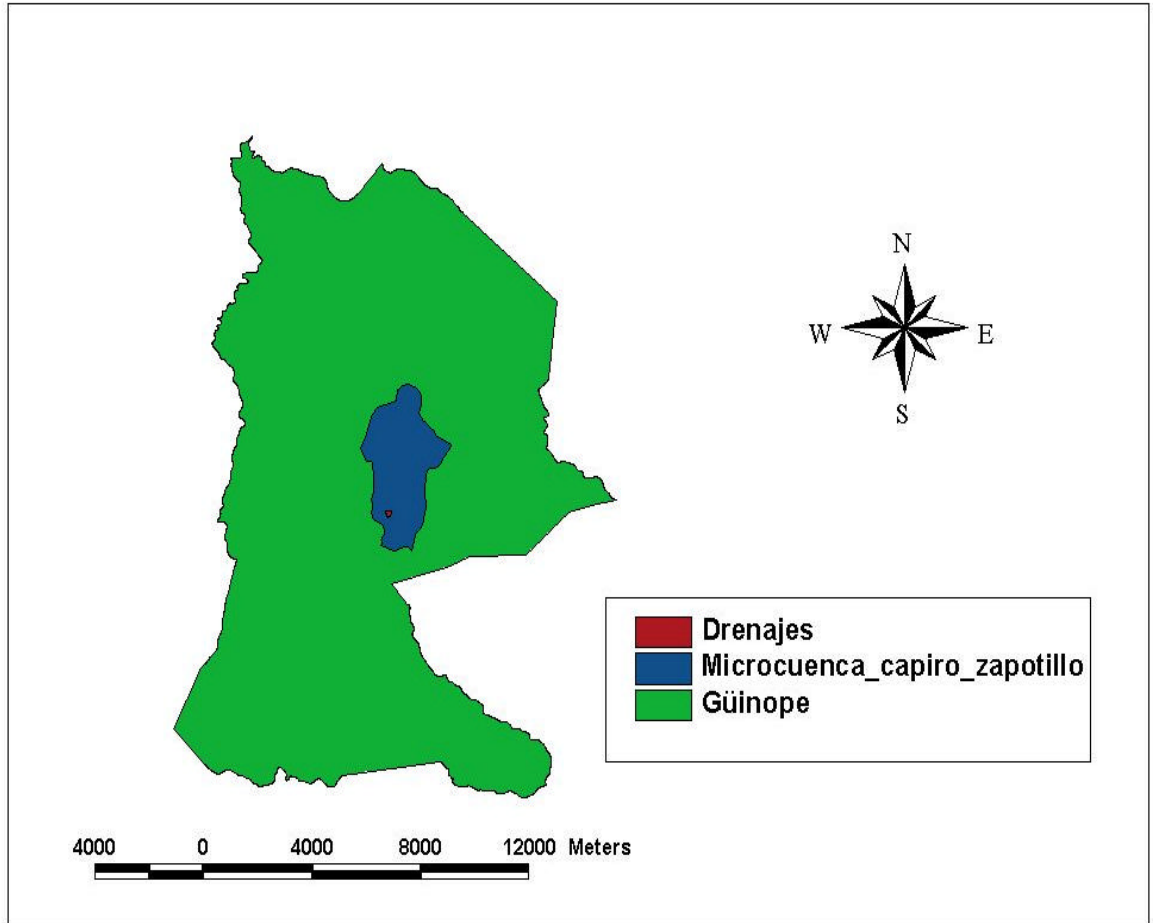 N
W E
S
Drenajes
Microcuenca_capiro_zapotillo
Güinope
4000 0 4000 8000 12000 Meters